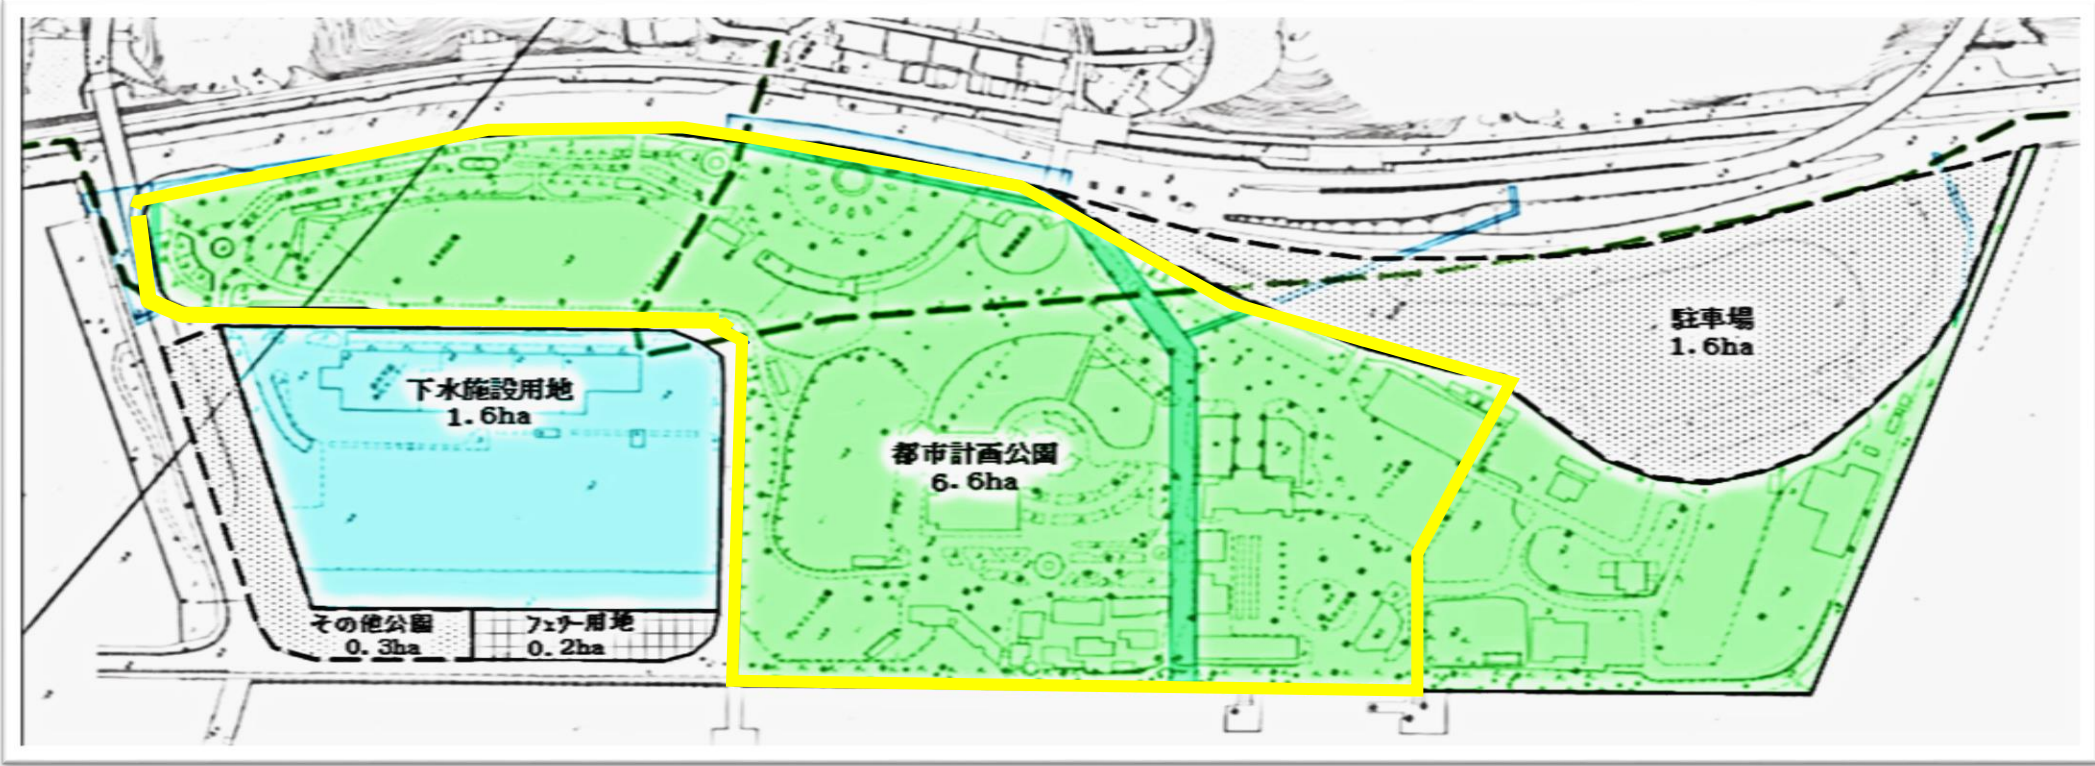 駐車場
1.6ha
下水施設用地
1.6ha
都市計画公園
6.6ha
その他公園
0.3ha
フェリー用地
0.2ha